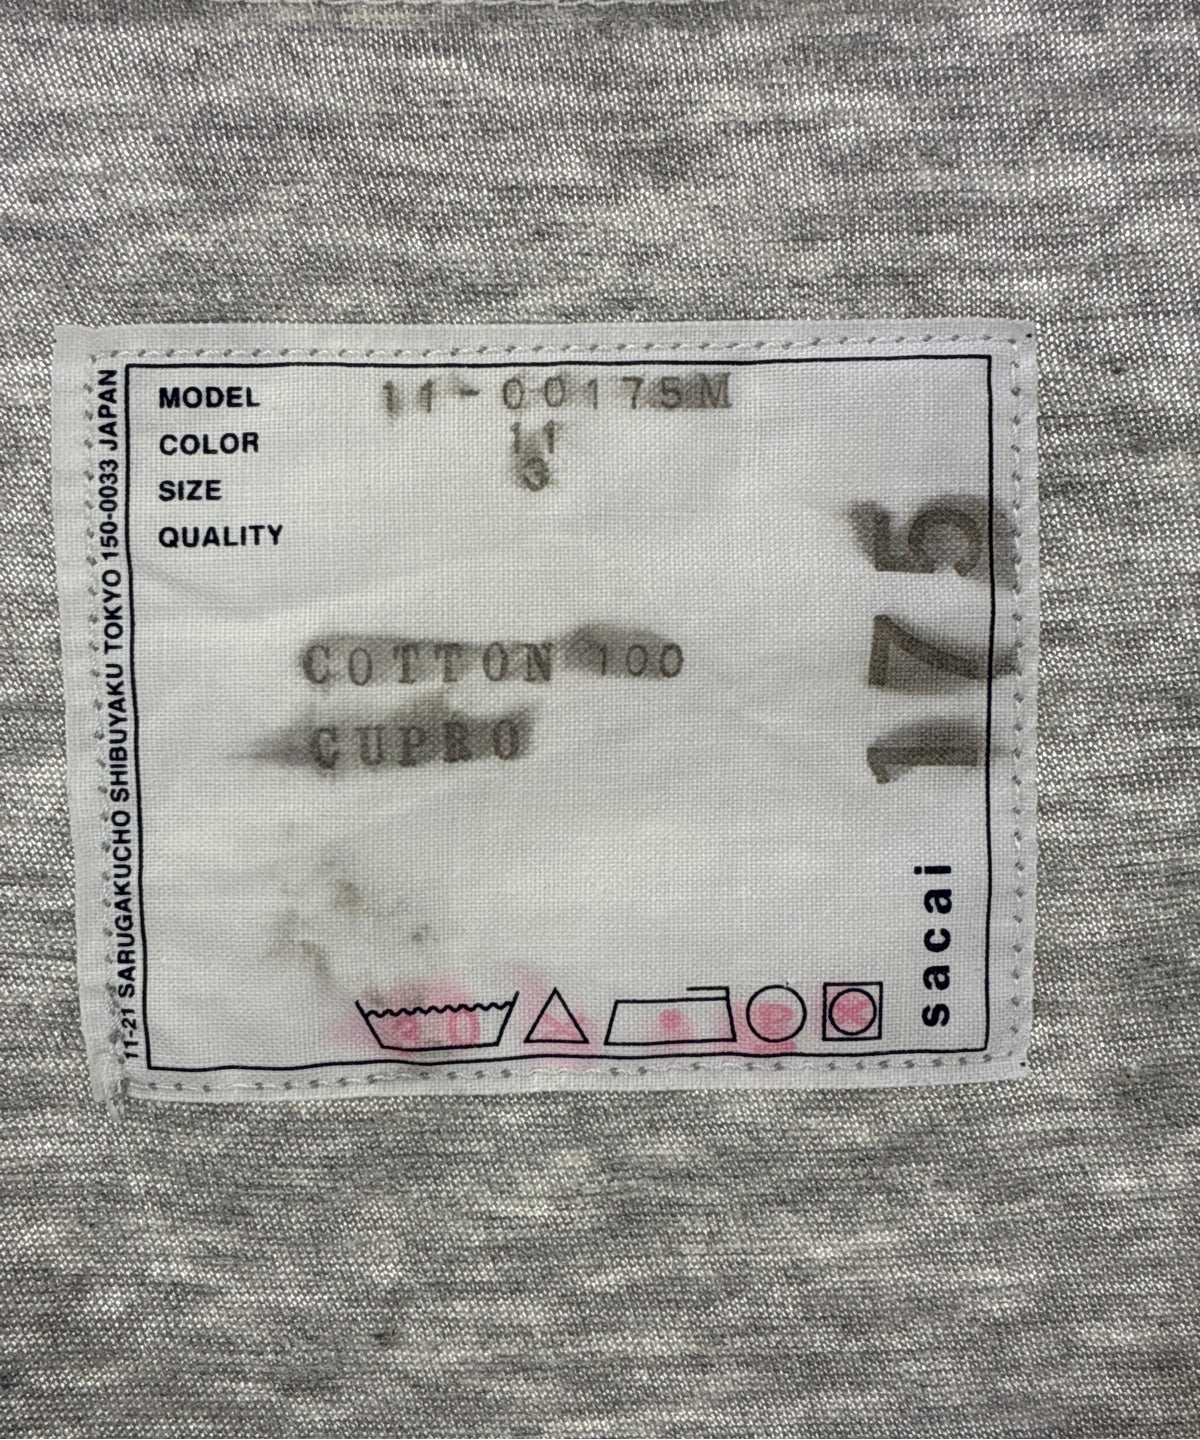 MODEL 11-00175M
COLOR 11
SIZE 3
QUALITY
COTTON 100
CUPRO
175
sacai
11-21 SARUGAKUCHO SHIBUYAKU TOKYO 150-0033 JAPAN